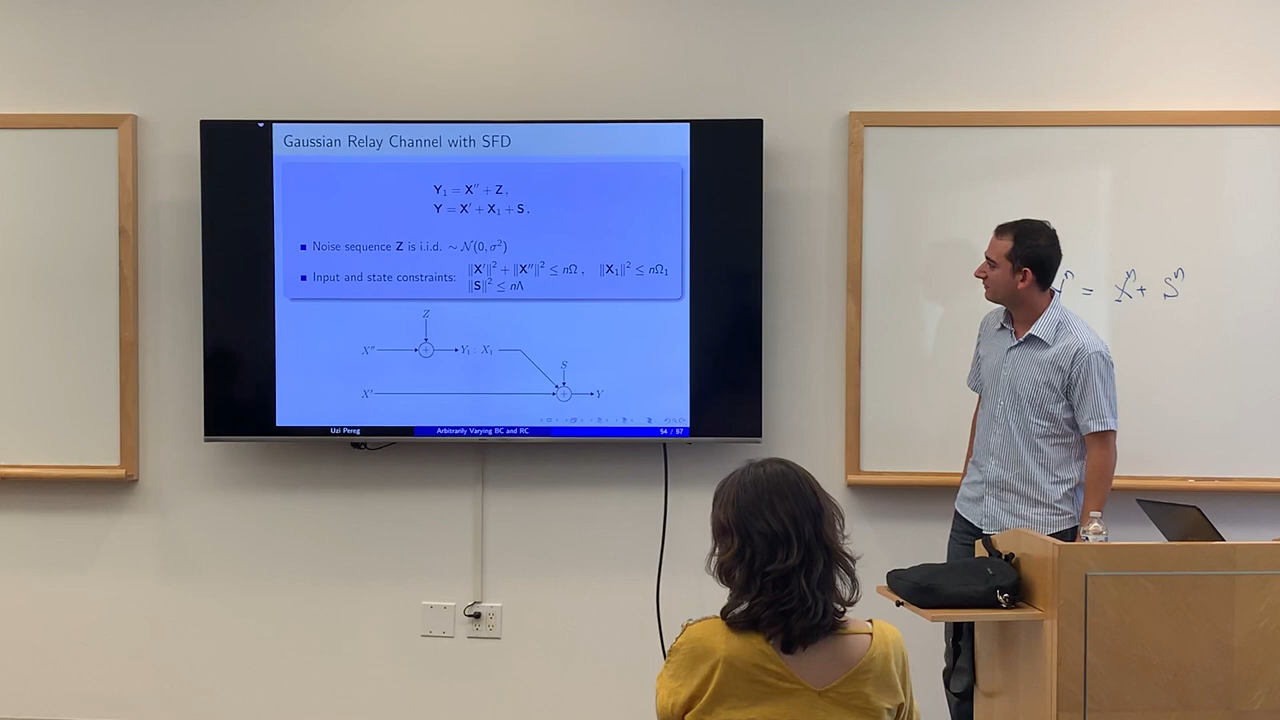 Gaussian Relay Channel with SFD
Y₁ = X″ + Z ,
Y = X′ + X₁ + S .
Noise sequence Z is i.i.d. ∼ 𝒩(0, σ²)
Input and state constraints: ‖X′‖² + ‖X″‖² ≤ nΩ , ‖X₁‖² ≤ nΩ₁
‖S‖² ≤ nΛ
Z
X″ + Y₁ : X₁
S
X′ + Y
Uzi Pereg Arbitrarily Varying BC and RC 54 / 57
Yⁿ = Xⁿ + Sⁿ